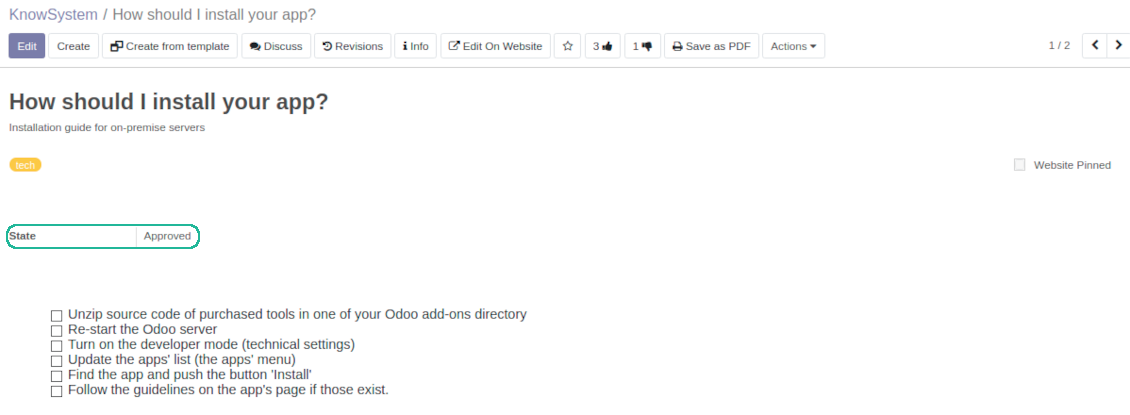 KnowSystem / How should I install your app?
Edit Create Create from template Discuss Revisions Info Edit On Website 3 1 Save as PDF Actions 1 / 2
How should I install your app?
Installation guide for on-premise servers
tech Website Pinned
State Approved
Unzip source code of purchased tools in one of your Odoo add-ons directory
Re-start the Odoo server
Turn on the developer mode (technical settings)
Update the apps' list (the apps' menu)
Find the app and push the button 'Install'
Follow the guidelines on the app's page if those exist.